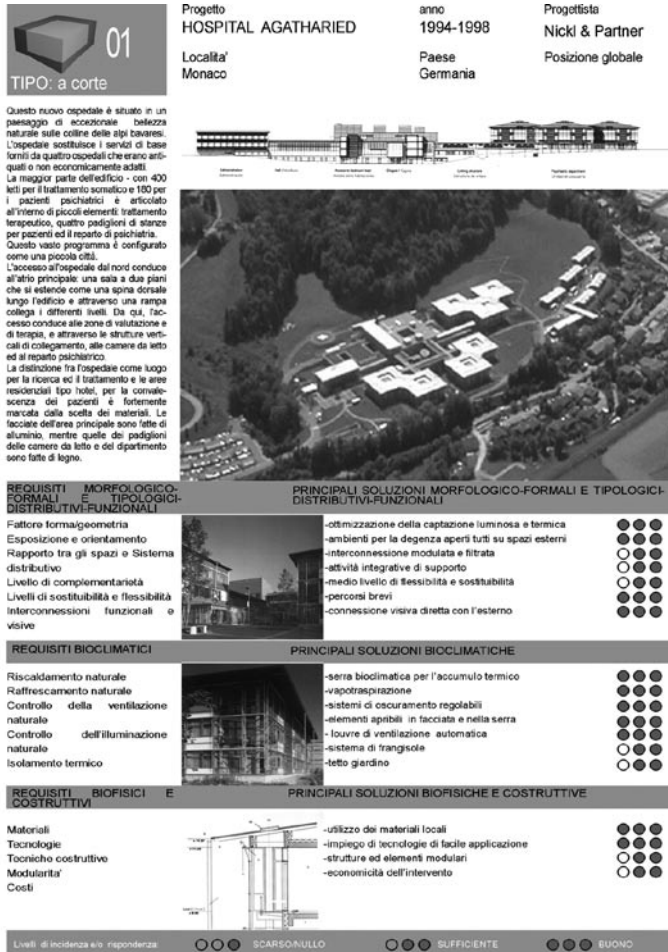 01
TIPO: a corte
Progetto
HOSPITAL AGATHARIED
anno
1994-1998
Progettista
Nickl & Partner
Localita'
Monaco
Paese
Germania
Posizione globale
Questo nuovo ospedale é situato in un
paesaggio di eccezionale bellezza
naturale sulle colline delle alpi bavaresi.
L'ospedale sostituisce i servizi di base
forniti da quattro ospedali che erano anti-
quati o non economicamente adatti.
La maggior parte dell'edificio - con 400
letti per il trattamento somatico e 180 per
i pazienti psichiatrici é articolato
all'interno di piccoli elementi: trattamento
terapeutico, quattro padiglioni di stanze
per pazienti ed il reparto di psichiatria.
Questo vasto programma é configurato
come una piccola cittá.
L'accesso all'ospedale dal nord conduce
all'atrio principale: una sala a due piani
che si estende come una spina dorsale
lungo l'edificio e attraverso una rampa
collega i differenti livelli. Da qui, l'ac-
cesso conduce alle zone di valutazione e
di terapia, e attraverso le strutture verti-
cali di collegamento, alle camere da letto
ed al reparto psichiatrico.
La distinzione fra l'ospedale come luogo
per la ricerca ed il trattamento e le aree
residenziali tipo hotel, per la convale-
scenza dei pazienti é fortemente
marcata dalla scelta dei materiali. Le
facciate dell'area principale sono fatte di
alluminio, mentre quelle dei padiglioni
delle camere da letto e del dipartimento
sono fatte di legno.
REQUISITI MORFOLOGICO-
FORMALI E TIPOLOGICI-
DISTRIBUTIVI-FUNZIONALI
PRINCIPALI SOLUZIONI MORFOLOGICO-FORMALI E TIPOLOGICI-
DISTRIBUTIVI-FUNZIONALI
Fattore forma/geometria
Esposizione e orientamento
Rapporto tra gli spazi e Sistema
distributivo
Livello di complementarietá
Livelli di sostituibilitá e flessibilitá
Interconnessioni funzionali e
visive
-ottimizzazione della captazione luminosa e termica
-ambienti per la degenza aperti tutti su spazi esterni
-interconnessione modulata e filtrata
-attivitá integrative di supporto
-medio livello di flessibilitá e sostituibilitá
-percorsi brevi
-connessione visiva diretta con l'esterno
REQUISITI BIOCLIMATICI
PRINCIPALI SOLUZIONI BIOCLIMATICHE
Riscaldamento naturale
Raffrescamento naturale
Controllo della ventilazione
naturale
Controllo dell'illuminazione
naturale
Isolamento termico
-serra bioclimatica per l'accumulo termico
-vapotraspirazione
-sistemi di oscuramento regolabili
-elementi apribili in facciata e nella serra
- louvre di ventilazione automatica
-sistema di frangisole
-tetto giardino
REQUISITI BIOFISICI E
COSTRUTTIVI
PRINCIPALI SOLUZIONI BIOFISICHE E COSTRUTTIVE
Materiali
Tecnologie
Tecniche costruttive
Modularita'
Costi
-utilizzo dei materiali locali
-impiego di tecnologie di facile applicazione
-strutture ed elementi modulari
-economicitá dell'intervento
Livelli di incidenza e/o rispondenza:
SCARSO/NULLO
SUFFICIENTE
BUONO